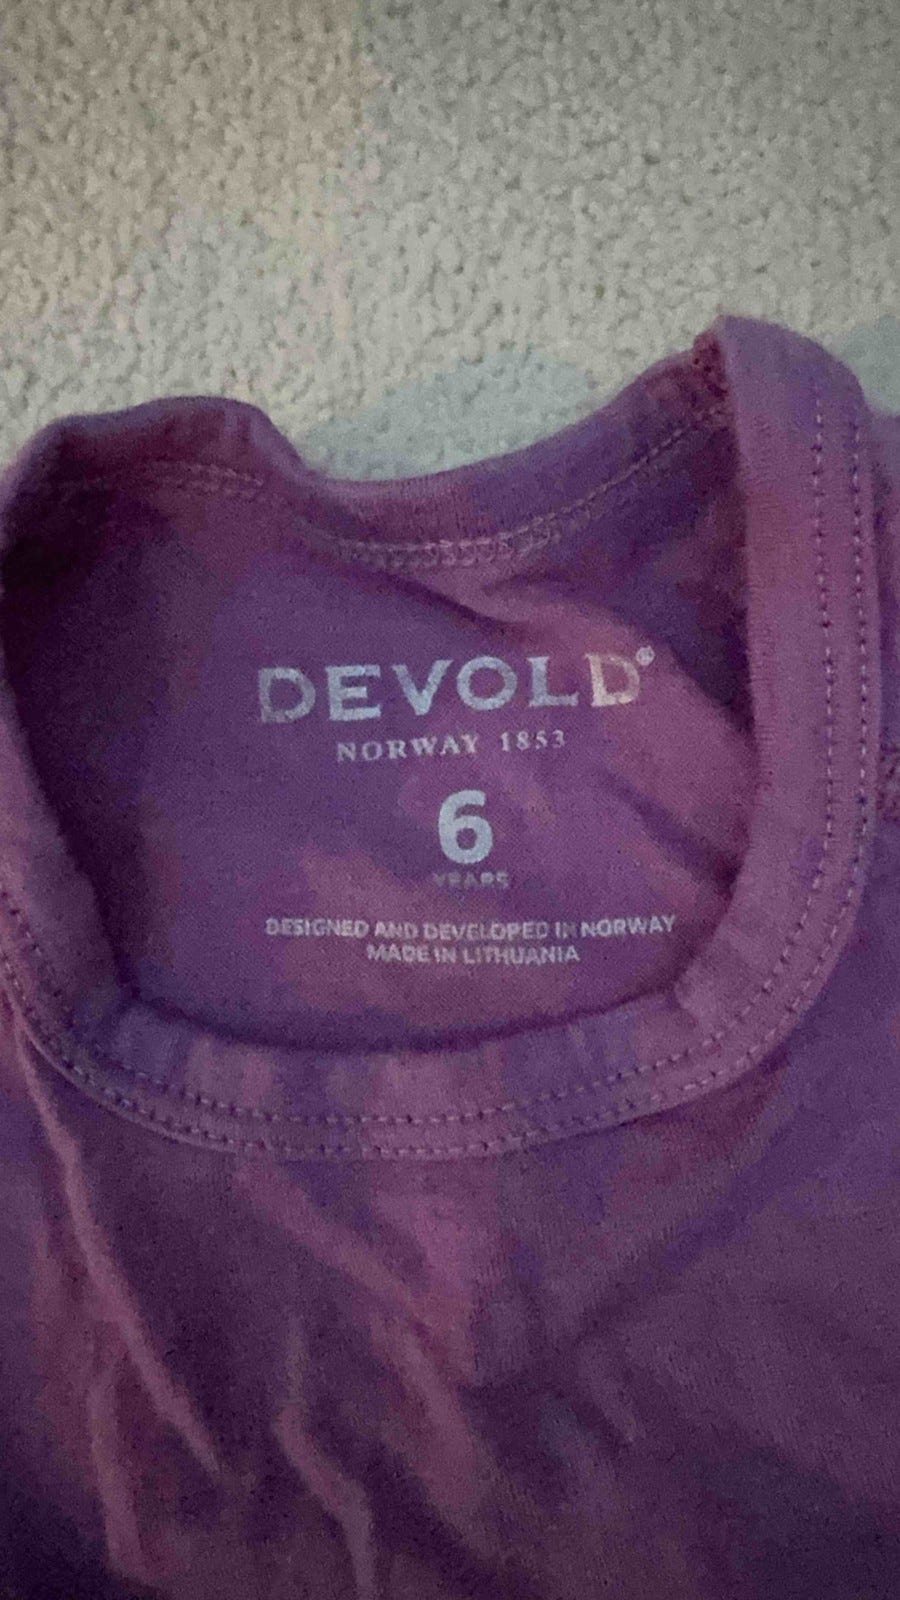 DEVOLD®
NORWAY 1853
6
YEARS
DESIGNED AND DEVELOPED IN NORWAY
MADE IN LITHUANIA